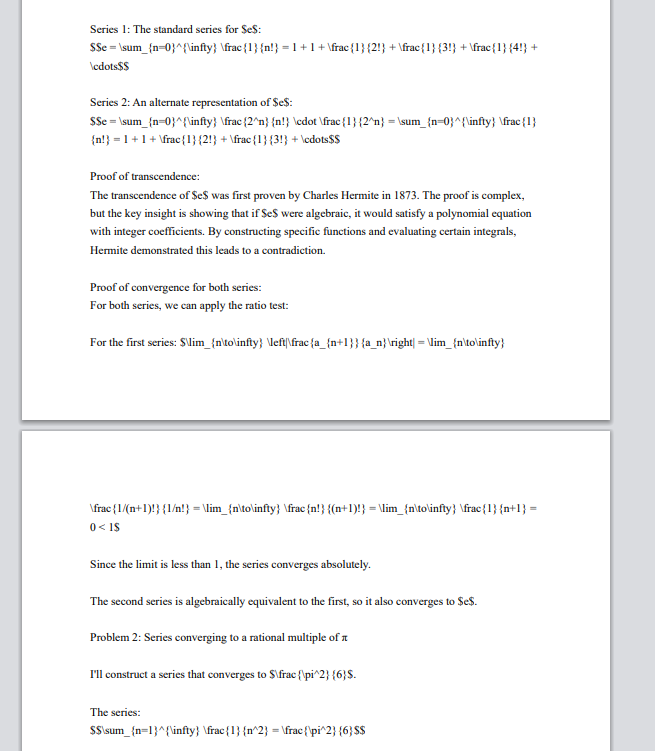 Series 1: The standard series for $e$:
$$e = \sum_{n=0}^{\infty} \frac{1}{n!} = 1 + 1 + \frac{1}{2!} + \frac{1}{3!} + \frac{1}{4!} +
\cdots$$
Series 2: An alternate representation of $e$:
$$e = \sum_{n=0}^{\infty} \frac{2^n}{n!} \cdot \frac{1}{2^n} = \sum_{n=0}^{\infty} \frac{1}
{n!} = 1 + 1 + \frac{1}{2!} + \frac{1}{3!} + \cdots$$
Proof of transcendence:
The transcendence of $e$ was first proven by Charles Hermite in 1873. The proof is complex,
but the key insight is showing that if $e$ were algebraic, it would satisfy a polynomial equation
with integer coefficients. By constructing specific functions and evaluating certain integrals,
Hermite demonstrated this leads to a contradiction.
Proof of convergence for both series:
For both series, we can apply the ratio test:
For the first series: $\lim_{n\to\infty} \left|\frac{a_{n+1}}{a_n}\right| = \lim_{n\to\infty}
\frac{1/(n+1)!}{1/n!} = \lim_{n\to\infty} \frac{n!}{(n+1)!} = \lim_{n\to\infty} \frac{1}{n+1} =
0 < 1$
Since the limit is less than 1, the series converges absolutely.
The second series is algebraically equivalent to the first, so it also converges to $e$.
Problem 2: Series converging to a rational multiple of π
I'll construct a series that converges to $\frac{\pi^2}{6}$.
The series:
$$\sum_{n=1}^{\infty} \frac{1}{n^2} = \frac{\pi^2}{6}$$